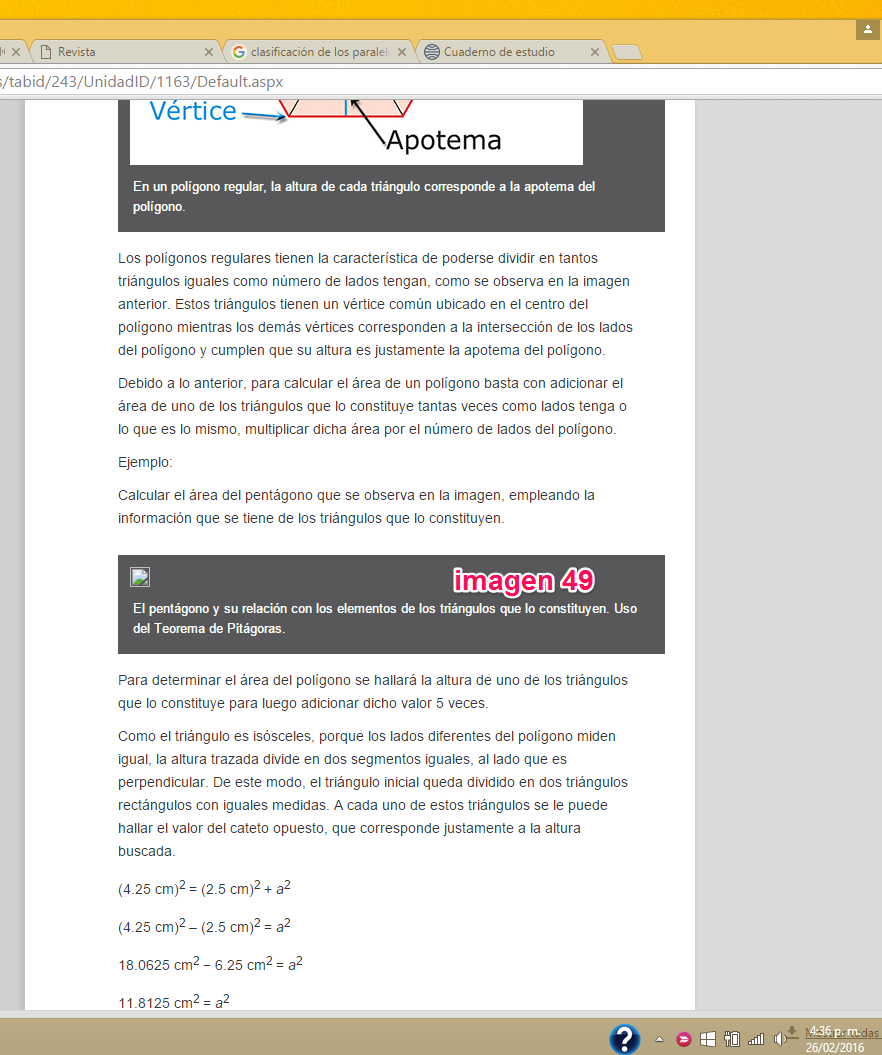 Revista
clasificación de los paralel
Cuaderno de estudio
s/tabid/243/UnidadID/1163/Default.aspx
Vértice
Apotema
En un polígono regular, la altura de cada triángulo corresponde a la apotema del
polígono.
Los polígonos regulares tienen la característica de poderse dividir en tantos
triángulos iguales como número de lados tengan, como se observa en la imagen
anterior. Estos triángulos tienen un vértice común ubicado en el centro del
polígono mientras los demás vértices corresponden a la intersección de los lados
del polígono y cumplen que su altura es justamente la apotema del polígono.
Debido a lo anterior, para calcular el área de un polígono basta con adicionar el
área de uno de los triángulos que lo constituye tantas veces como lados tenga o
lo que es lo mismo, multiplicar dicha área por el número de lados del polígono.
Ejemplo:
Calcular el área del pentágono que se observa en la imagen, empleando la
información que se tiene de los triángulos que lo constituyen.
imagen 49
El pentágono y su relación con los elementos de los triángulos que lo constituyen. Uso
del Teorema de Pitágoras.
Para determinar el área del polígono se hallará la altura de uno de los triángulos
que lo constituye para luego adicionar dicho valor 5 veces.
Como el triángulo es isósceles, porque los lados diferentes del polígono miden
igual, la altura trazada divide en dos segmentos iguales, al lado que es
perpendicular. De este modo, el triángulo inicial queda dividido en dos triángulos
rectángulos con iguales medidas. A cada uno de estos triángulos se le puede
hallar el valor del cateto opuesto, que corresponde justamente a la altura
buscada.
(4.25 cm)² = (2.5 cm)² + a²
(4.25 cm)² – (2.5 cm)² = a²
18.0625 cm² – 6.25 cm² = a²
11.8125 cm² = a²
4:36 p. m.
26/02/2016